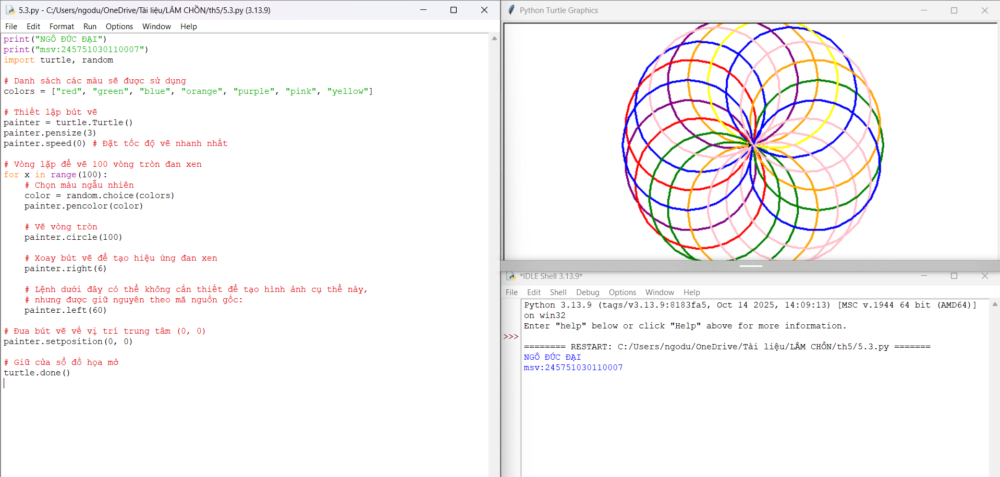 5.3.py - C:/Users/ngodu/OneDrive/Tài liệu/LÂM CHỒN/th5/5.3.py (3.13.9)
File Edit Format Run Options Window Help
print("NGÔ ĐỨC ĐẠI")
print("msv:245751030110007")
import turtle, random
# Danh sách các màu sẽ được sử dụng
colors = ["red", "green", "blue", "orange", "purple", "pink", "yellow"]
# Thiết lập bút vẽ
painter = turtle.Turtle()
painter.pensize(3)
painter.speed(0) # Đặt tốc độ vẽ nhanh nhất
# Vòng lặp để vẽ 100 vòng tròn đan xen
for x in range(100):
    # Chọn màu ngẫu nhiên
    color = random.choice(colors)
    painter.pencolor(color)
    # Vẽ vòng tròn
    painter.circle(100)
    # Xoay bút vẽ để tạo hiệu ứng đan xen
    painter.right(6)
    # Lệnh dưới đây có thể không cần thiết để tạo hình ảnh cụ thể này,
    # nhưng được giữ nguyên theo mã nguồn gốc:
    painter.left(60)
# Đưa bút vẽ về vị trí trung tâm (0, 0)
painter.setposition(0, 0)
# Giữ cửa sổ đồ họa mở
turtle.done()
Python Turtle Graphics
*IDLE Shell 3.13.9*
File Edit Shell Debug Options Window Help
Python 3.13.9 (tags/v3.13.9:8183fa5, Oct 14 2025, 14:09:13) [MSC v.1944 64 bit (AMD64)]
on win32
Enter "help" below or click "Help" above for more information.
>>>
======== RESTART: C:/Users/ngodu/OneDrive/Tài liệu/LÂM CHỒN/th5/5.3.py =======
NGÔ ĐỨC ĐẠI
msv:245751030110007